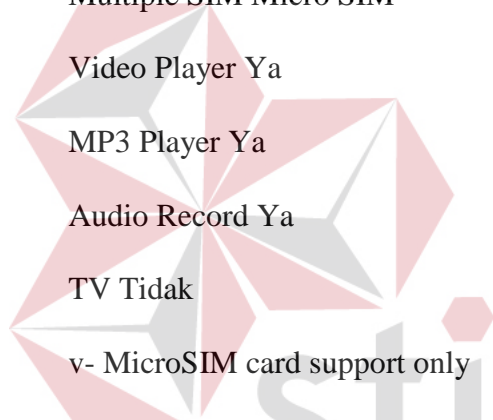 Multiple SIM Micro SIM
Video Player Ya
MP3 Player Ya
Audio Record Ya
TV Tidak
v- MicroSIM card support only
sti